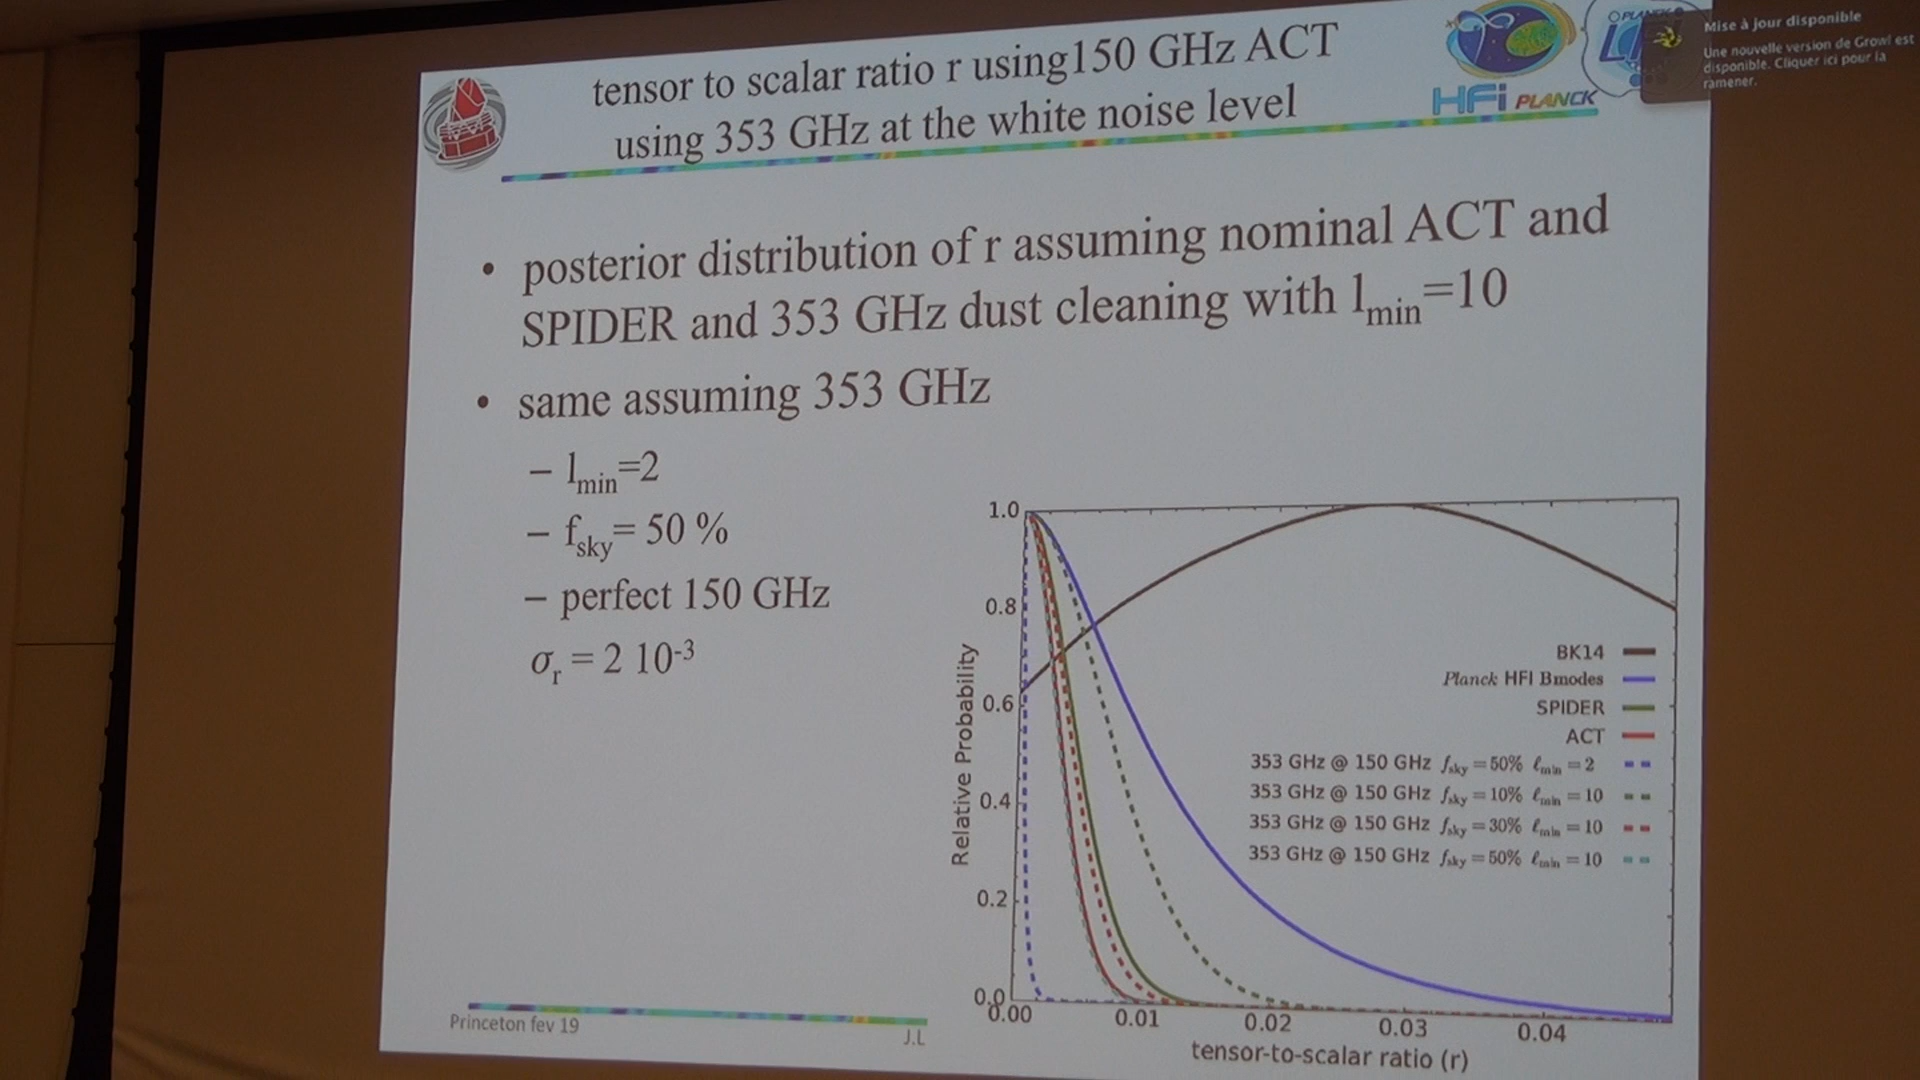 tensor to scalar ratio r using150 GHz ACT
using 353 GHz at the white noise level
HFi PLANCK
Mise à jour disponible
Une nouvelle version de Growl est
disponible. Cliquer ici pour la
ramener.
• posterior distribution of r assuming nominal ACT and
SPIDER and 353 GHz dust cleaning with lmin=10
• same assuming 353 GHz
– lmin=2
– fsky= 50 %
– perfect 150 GHz
σr = 2 10-3
1.0
0.8
0.6
0.4
0.2
0.0
Relative Probability
BK14
Planck HFI Bmodes
SPIDER
ACT
353 GHz @ 150 GHz fsky = 50% ℓmin = 2
353 GHz @ 150 GHz fsky = 10% ℓmin = 10
353 GHz @ 150 GHz fsky = 30% ℓmin = 10
353 GHz @ 150 GHz fsky = 50% ℓmin = 10
0.00 0.01 0.02 0.03 0.04
tensor-to-scalar ratio (r)
Princeton fev 19
J.L